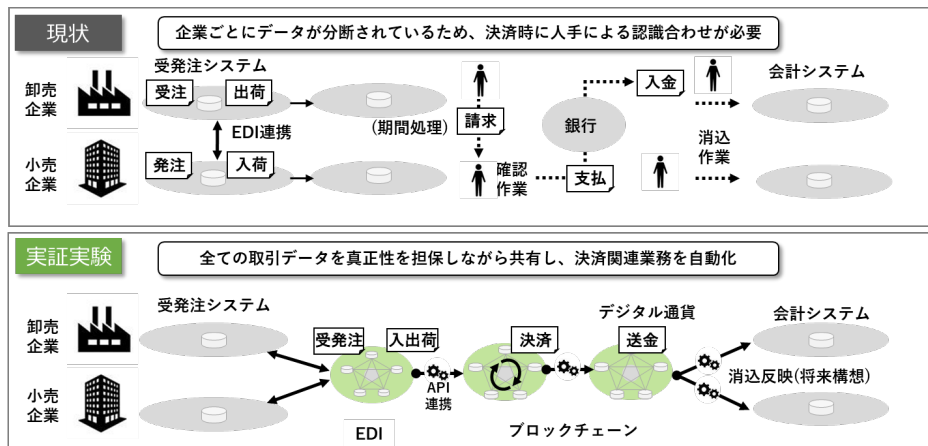 現状
企業ごとにデータが分断されているため、決済時に人手による認識合わせが必要
卸売
企業
受発注システム
受注
出荷
EDI連携
小売
企業
発注
入荷
(期間処理)
請求
確認
作業
銀行
入金
支払
消込
作業
会計システム
実証実験
全ての取引データを真正性を担保しながら共有し、決済関連業務を自動化
卸売
企業
受発注システム
小売
企業
受発注
入出荷
API
連携
EDI
決済
ブロックチェーン
デジタル通貨
送金
会計システム
消込反映(将来構想)